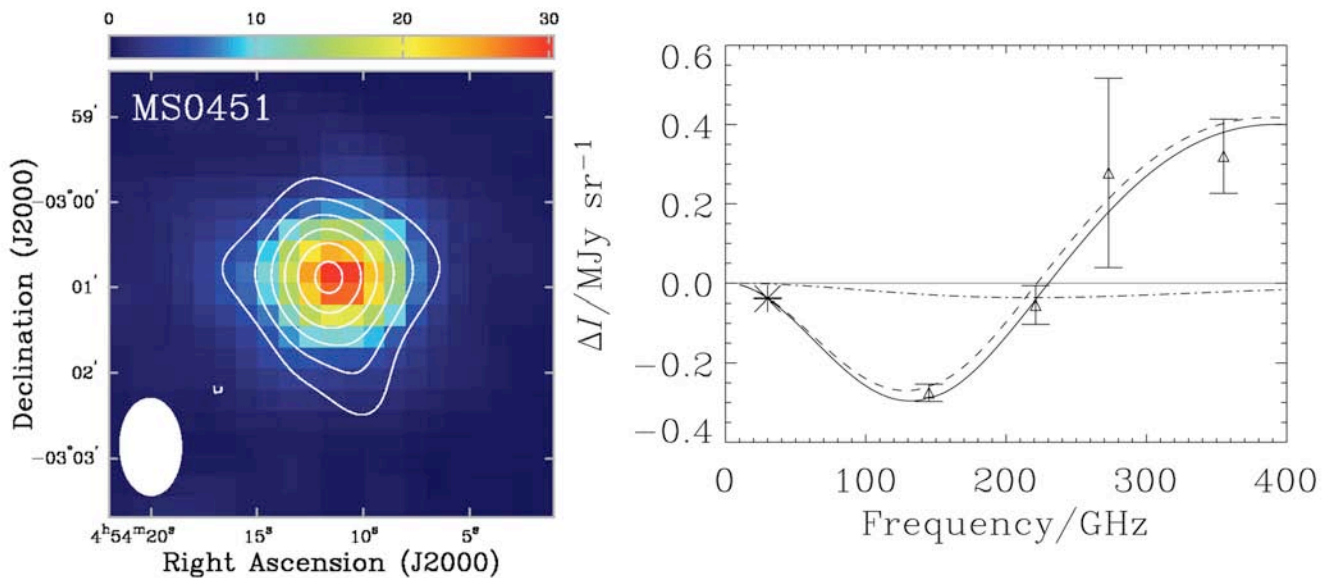 0 10 20 30
MS0451
59'
−03°00'
01'
02'
−03°03'
Declination (J2000)
4ʰ54ᵐ20ˢ 15ˢ 10ˢ 5ˢ
Right Ascension (J2000)
0.6
0.4
0.2
0.0
−0.2
−0.4
ΔI/MJy sr⁻¹
0 100 200 300 400
Frequency/GHz